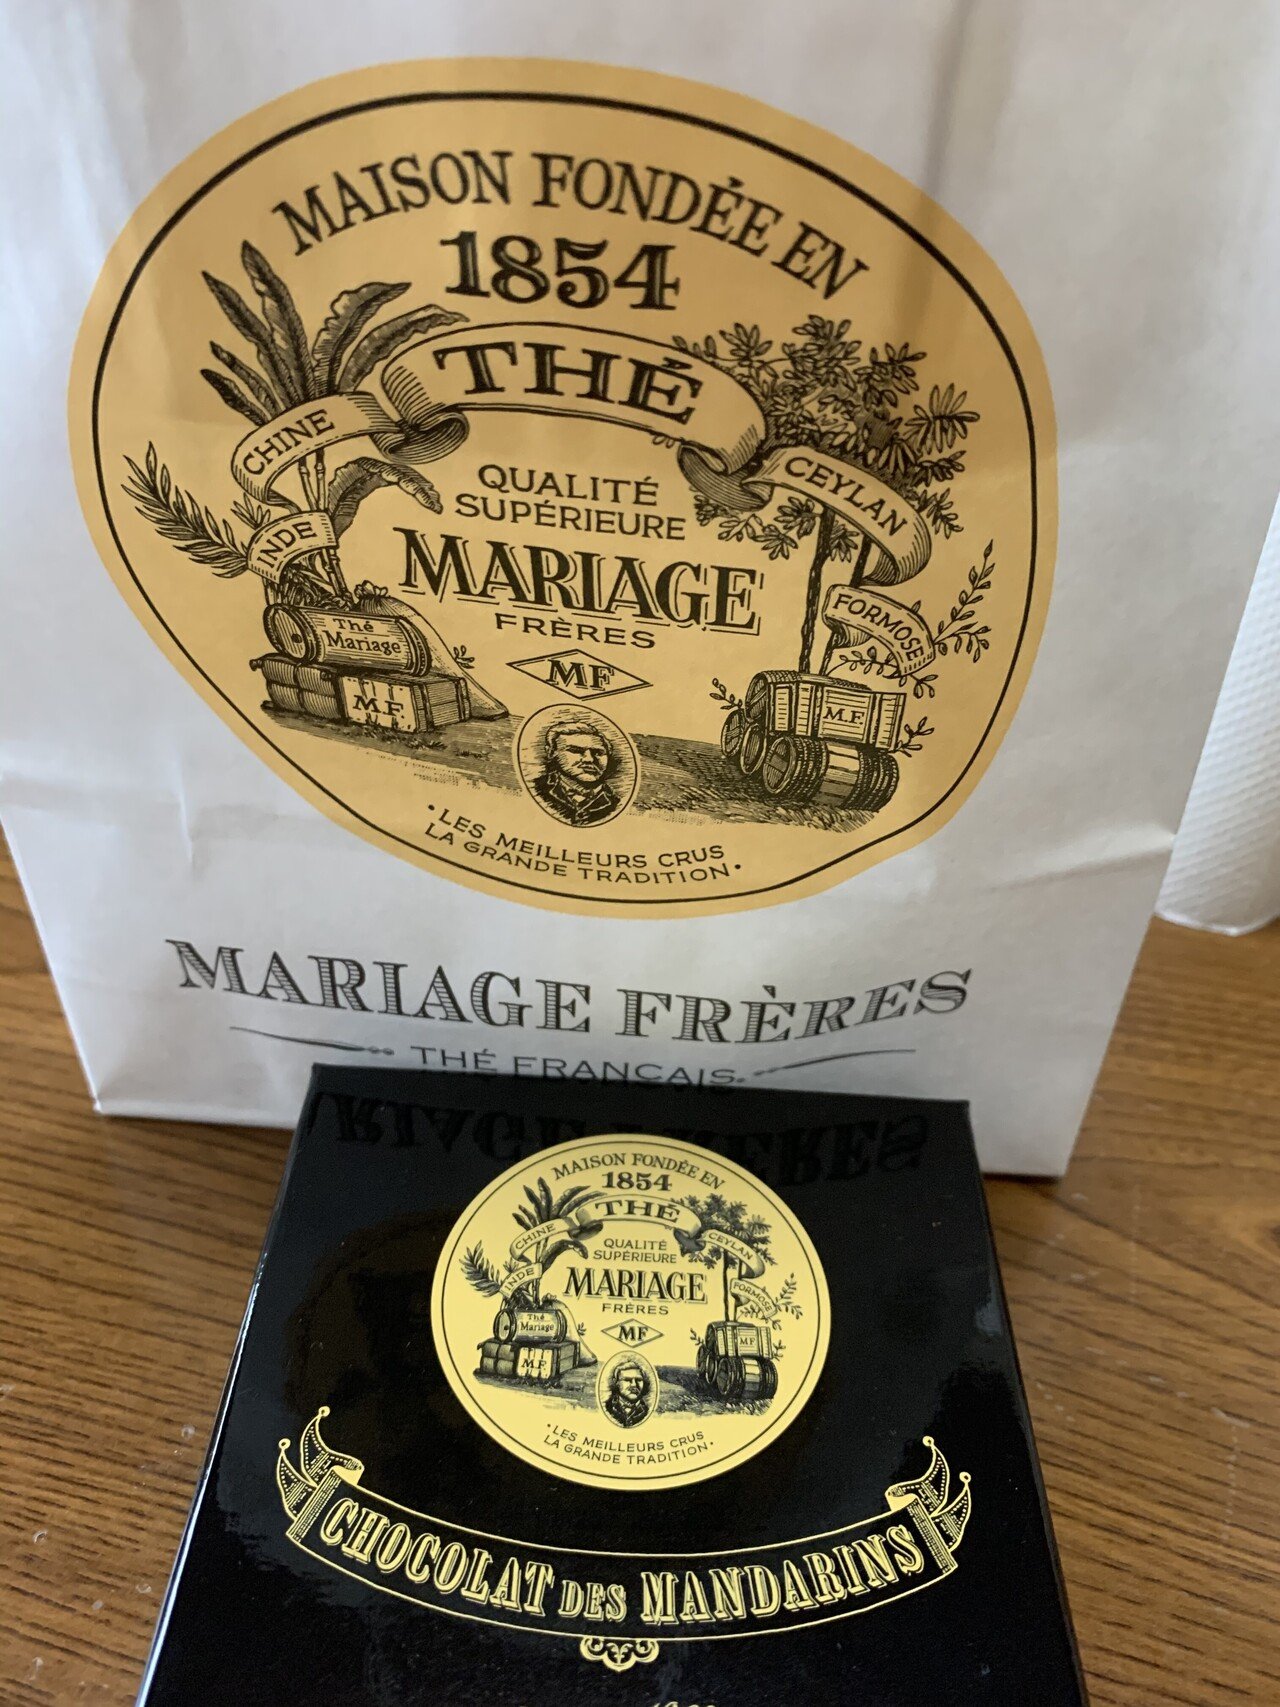 MAISON FONDÉE EN
1854
THÉ
CHINE
CEYLAN
INDE
FORMOSE
QUALITÉ
SUPÉRIEURE
MARIAGE
FRÈRES
MF
Thé
Mariage
M.F.
M.F.
•LES MEILLEURS CRUS
LA GRANDE TRADITION•
MARIAGE FRÈRES
THÉ FRANÇAIS
MAISON FONDÉE EN
1854
THÉ
CHINE
CEYLAN
INDE
FORMOSE
QUALITÉ
SUPÉRIEURE
MARIAGE
FRÈRES
MF
Thé
Mariage
M.F.
MF
•LES MEILLEURS CRUS
LA GRANDE TRADITION•
CHOCOLAT DES MANDARINS